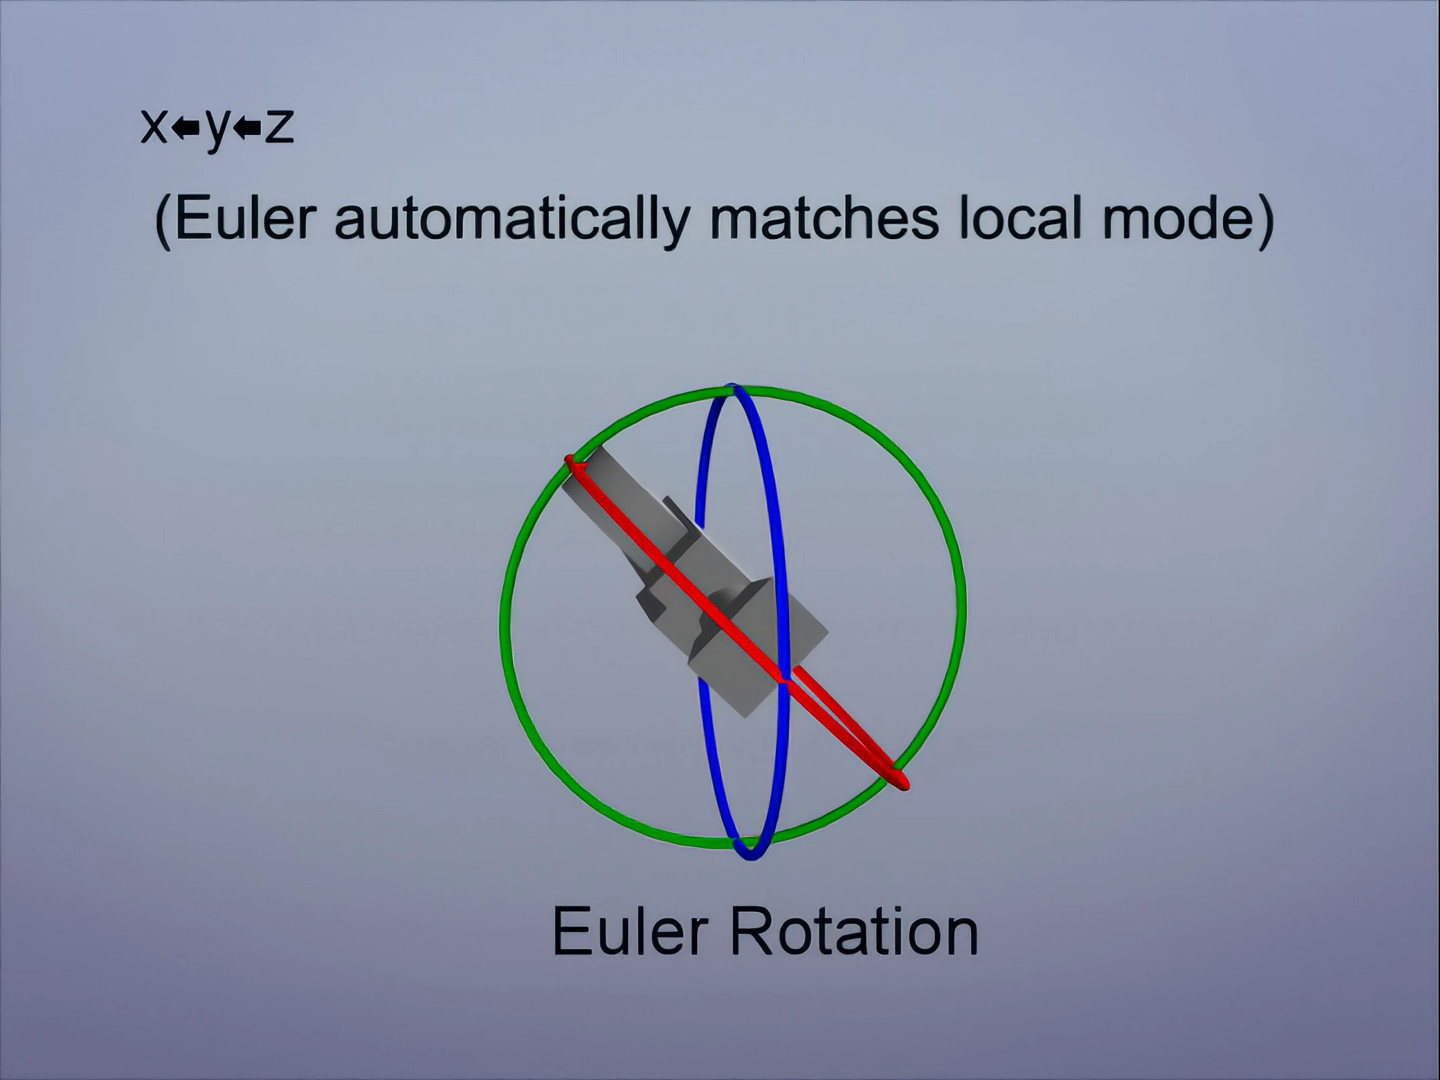 x⬅y⬅z
(Euler automatically matches local mode)
Euler Rotation